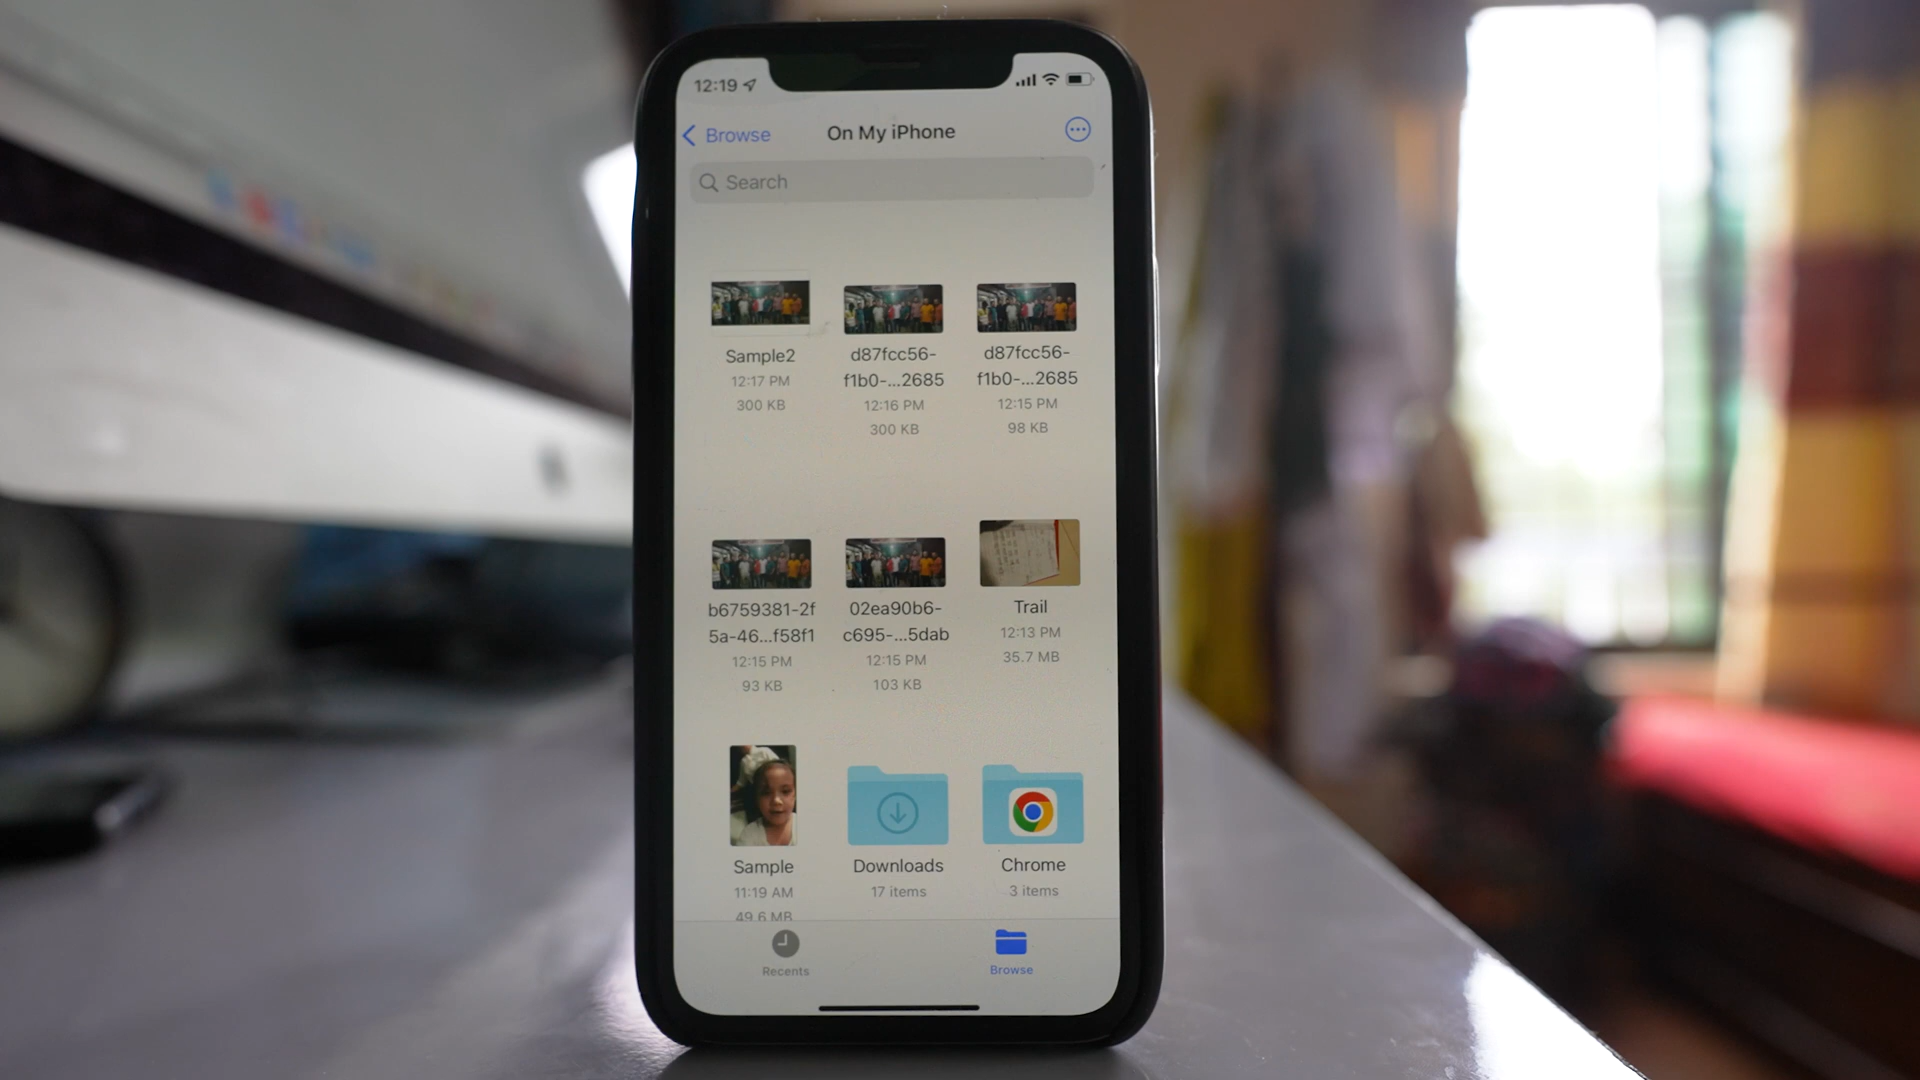 12:19
Browse
On My iPhone
Search
Sample2
12:17 PM
300 KB
d87fcc56-
f1b0-...2685
12:16 PM
300 KB
d87fcc56-
f1b0-...2685
12:15 PM
98 KB
b6759381-2f
5a-46...f58f1
12:15 PM
93 KB
02ea90b6-
c695-...5dab
12:15 PM
103 KB
Trail
12:13 PM
35.7 MB
Sample
11:19 AM
49.6 MB
Downloads
17 items
Chrome
3 items
Recents
Browse